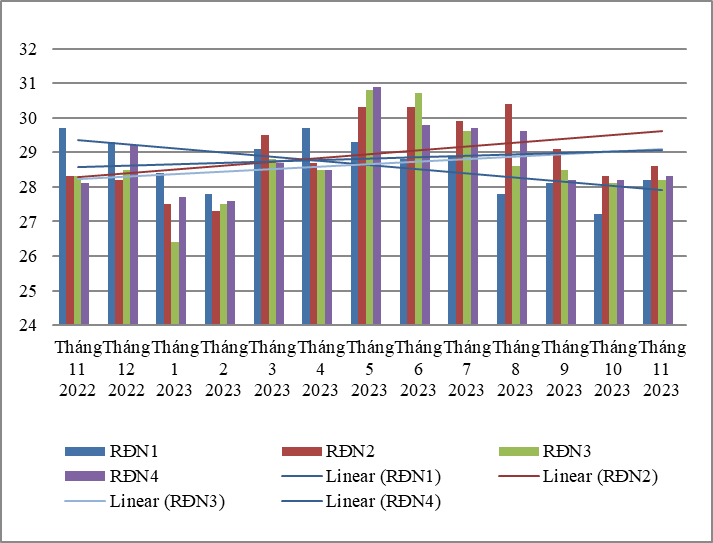 32
31
30
29
28
27
26
25
24
Tháng Tháng Tháng Tháng Tháng Tháng Tháng Tháng Tháng Tháng Tháng Tháng Tháng
11 12 1 2 3 4 5 6 7 8 9 10 11
2022 2022 2023 2023 2023 2023 2023 2023 2023 2023 2023 2023 2023
RĐN1 RĐN2 RĐN3
RĐN4 Linear (RĐN1) Linear (RĐN2)
Linear (RĐN3) Linear (RĐN4)